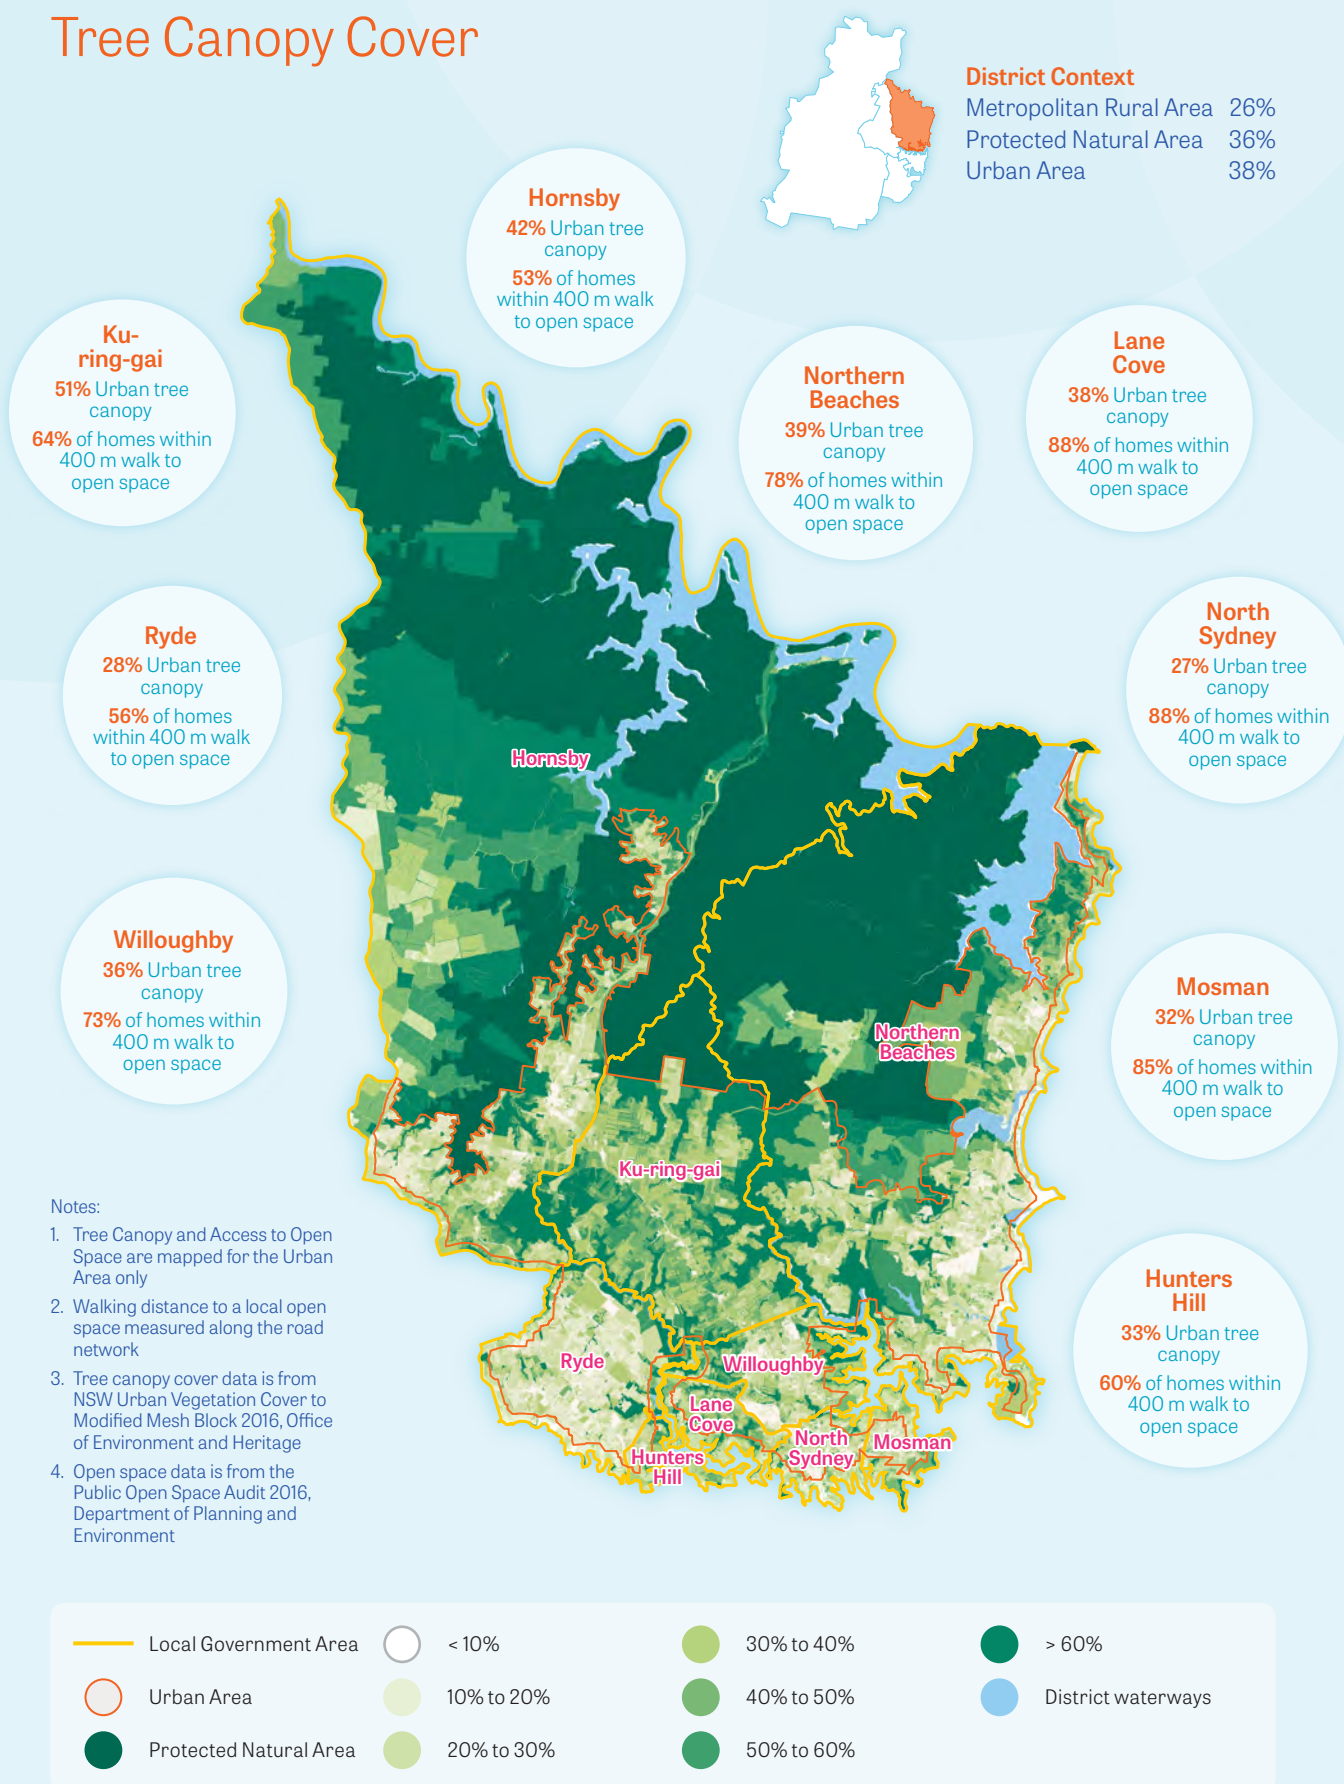 Tree Canopy Cover
District Context
Metropolitan Rural Area 26%
Protected Natural Area 36%
Urban Area 38%
Hornsby
42% Urban tree
canopy
53% of homes
within 400 m walk
to open space
Ku-
ring-gai
51% Urban tree
canopy
64% of homes within
400 m walk to
open space
Northern
Beaches
39% Urban tree
canopy
78% of homes within
400 m walk to
open space
Lane
Cove
38% Urban tree
canopy
88% of homes within
400 m walk to
open space
Ryde
28% Urban tree
canopy
56% of homes
within 400 m walk
to open space
North
Sydney
27% Urban tree
canopy
88% of homes within
400 m walk to
open space
Willoughby
36% Urban tree
canopy
73% of homes within
400 m walk to
open space
Mosman
32% Urban tree
canopy
85% of homes within
400 m walk to
open space
Hunters
Hill
33% Urban tree
canopy
60% of homes within
400 m walk to
open space
Hornsby
Northern
Beaches
Ku-ring-gai
Ryde
Willoughby
Lane
Cove
North
Sydney
Mosman
Hunters
Hill
Notes:
1. Tree Canopy and Access to Open
Space are mapped for the Urban
Area only
2. Walking distance to a local open
space measured along the road
network
3. Tree canopy cover data is from
NSW Urban Vegetation Cover to
Modified Mesh Block 2016, Office
of Environment and Heritage
4. Open space data is from the
Public Open Space Audit 2016,
Department of Planning and
Environment
Local Government Area
Urban Area
Protected Natural Area
< 10%
10% to 20%
20% to 30%
30% to 40%
40% to 50%
50% to 60%
> 60%
District waterways